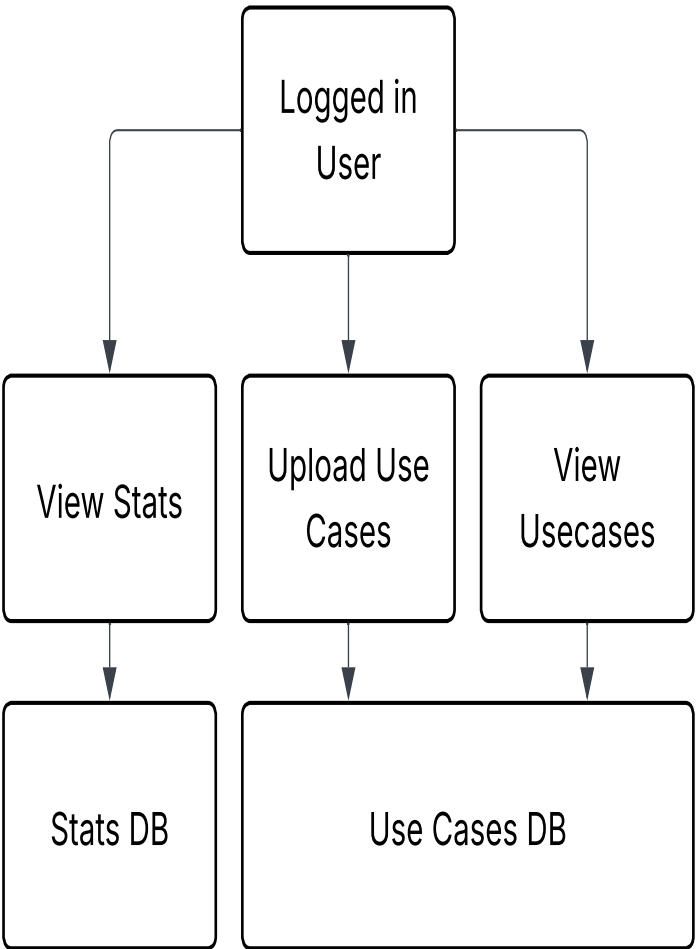 Logged in
User
View Stats
Upload Use
Cases
View
Usecases
Stats DB
Use Cases DB